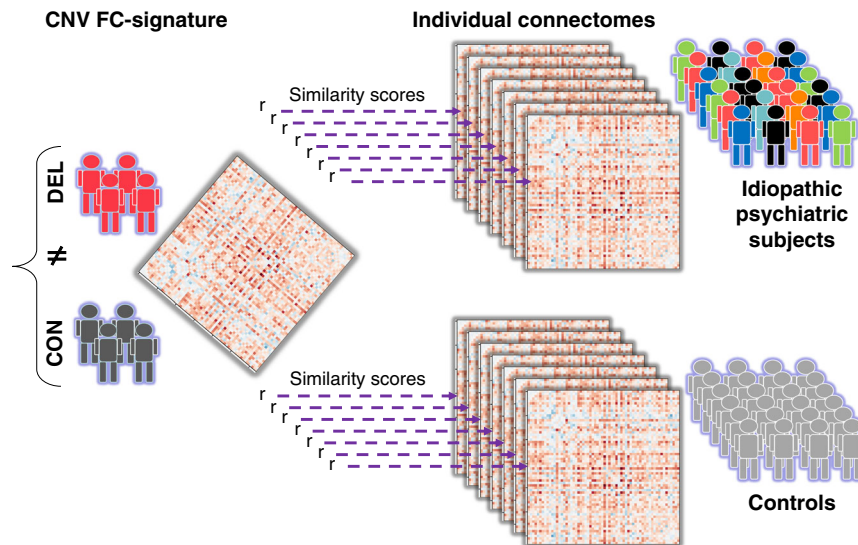 CNV FC-signature
Individual connectomes
Similarity scores
r
r
r
r
r
r
r
DEL
≠
CON
Idiopathic
psychiatric
subjects
Similarity scores
r
r
r
r
r
r
r
Controls